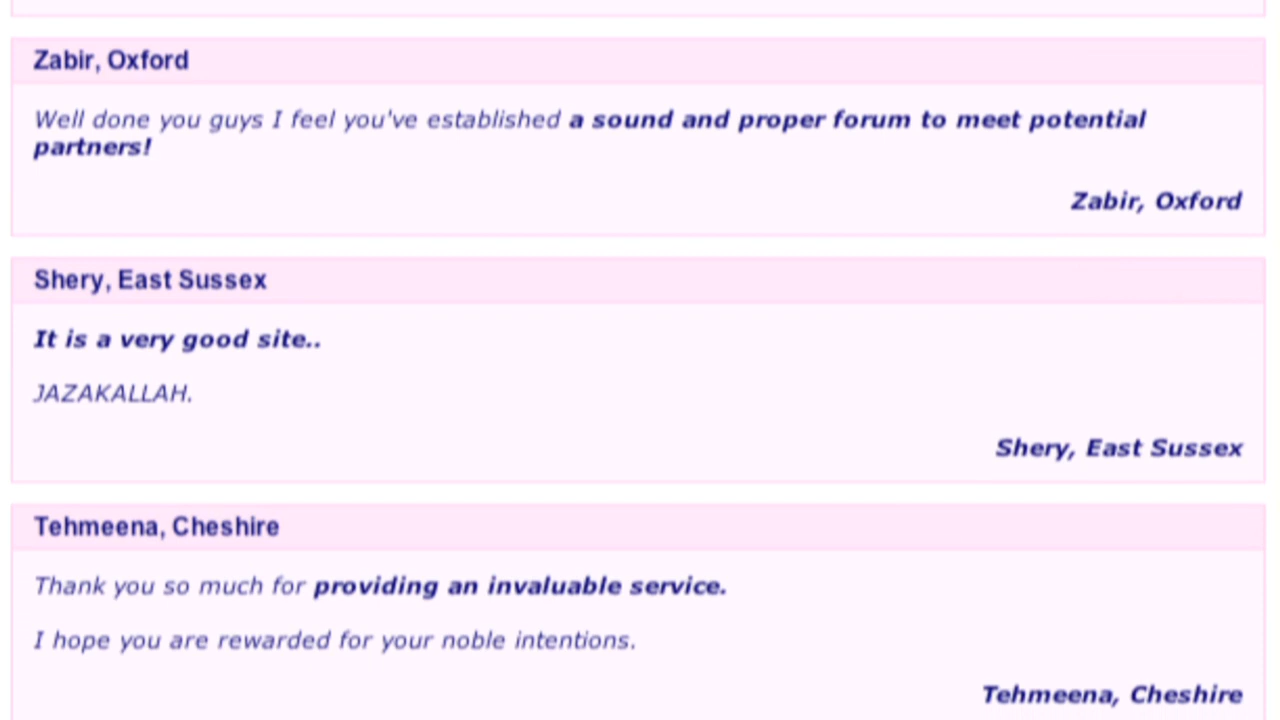 Zabir, Oxford
Well done you guys I feel you've established a sound and proper forum to meet potential
partners!
Zabir, Oxford
Shery, East Sussex
It is a very good site..
JAZAKALLAH.
Shery, East Sussex
Tehmeena, Cheshire
Thank you so much for providing an invaluable service.
I hope you are rewarded for your noble intentions.
Tehmeena, Cheshire